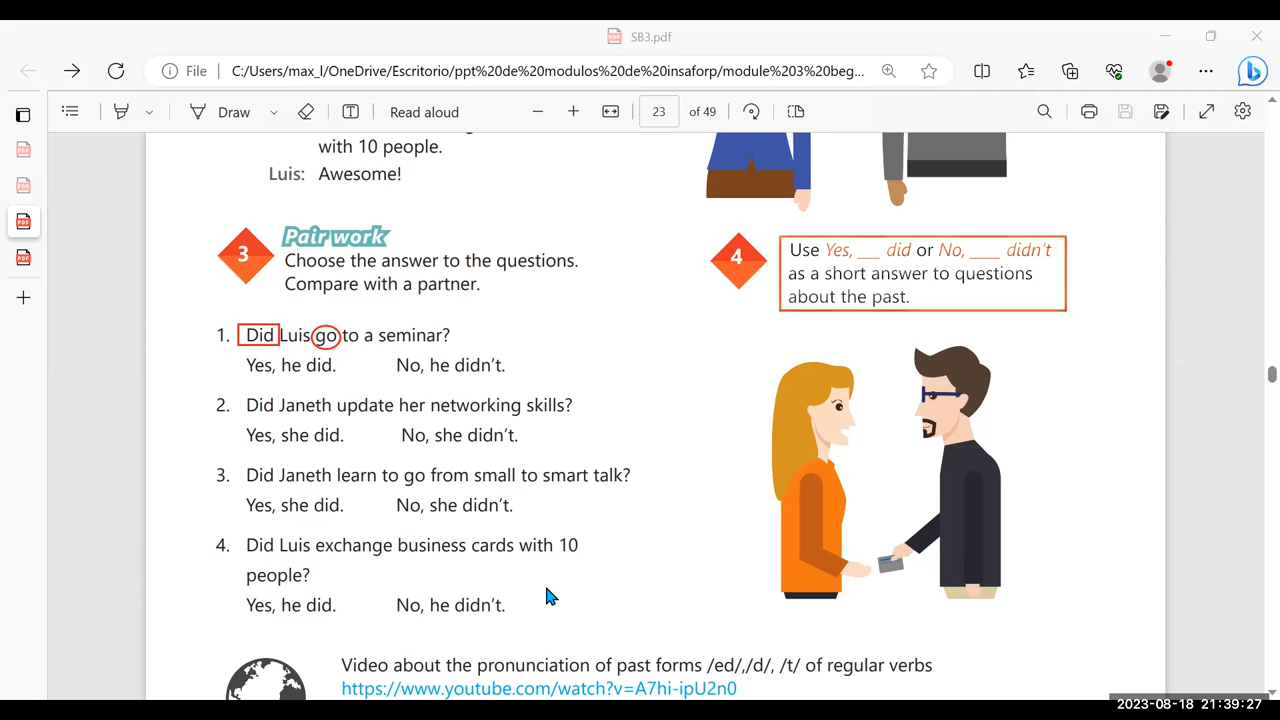 SB3.pdf
File
C:/Users/max_l/OneDrive/Escritorio/ppt%20de%20modulos%20de%20insaforp/module%203%20beg...
Draw
Read aloud
23
of 49
with 10 people.
Luis: Awesome!
3
Pair work
Choose the answer to the questions.
Compare with a partner.
1. Did Luis go to a seminar?
Yes, he did. No, he didn't.
2. Did Janeth update her networking skills?
Yes, she did. No, she didn't.
3. Did Janeth learn to go from small to smart talk?
Yes, she did. No, she didn't.
4. Did Luis exchange business cards with 10
people?
Yes, he did. No, he didn't.
4
Use Yes, __ did or No, ___ didn't
as a short answer to questions
about the past.
Video about the pronunciation of past forms /ed/,/d/, /t/ of regular verbs
https://www.youtube.com/watch?v=A7hi-ipU2n0
2023-08-18 21:39:27